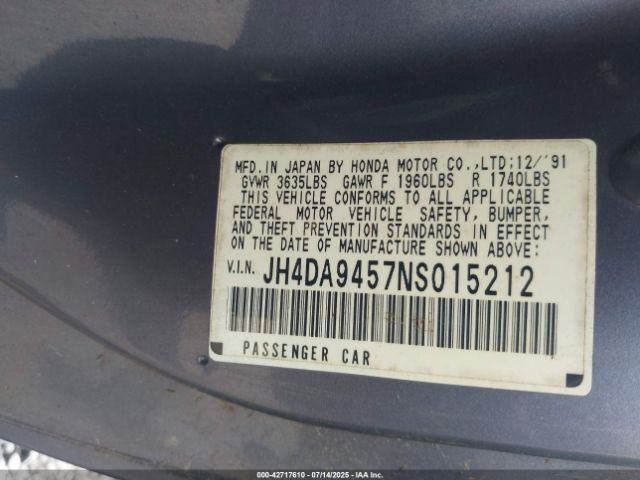 MFD.IN JAPAN BY HONDA MOTOR CO.,LTD;12/'91
GVWR 3635LBS GAWR F 1960LBS R 1740LBS
THIS VEHICLE CONFORMS TO ALL APPLICABLE
FEDERAL MOTOR VEHICLE SAFETY, BUMPER,
AND THEFT PREVENTION STANDARDS IN EFFECT
ON THE DATE OF MANUFACTURE SHOWN ABOVE:
V.I.N. JH4DA9457NS015212
PASSENGER CAR
000-42717610 - 07/14/2025 - IAAI.COM